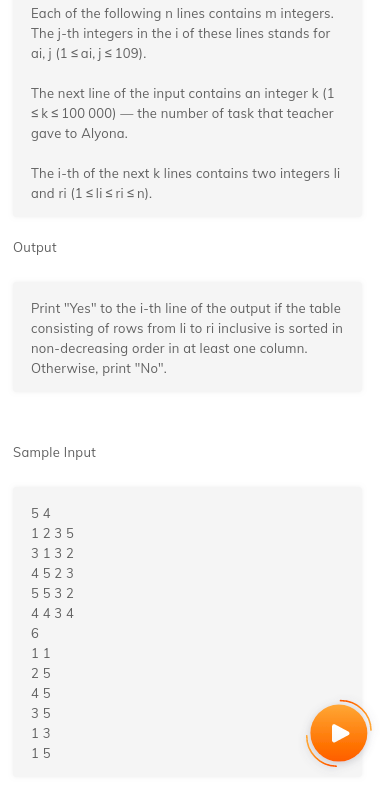 Each of the following n lines contains m integers.
The j-th integers in the i of these lines stands for
ai, j (1 ≤ ai, j ≤ 109).
The next line of the input contains an integer k (1
≤ k ≤ 100 000) — the number of task that teacher
gave to Alyona.
The i-th of the next k lines contains two integers li
and ri (1 ≤ li ≤ ri ≤ n).
Output
Print "Yes" to the i-th line of the output if the table
consisting of rows from li to ri inclusive is sorted in
non-decreasing order in at least one column.
Otherwise, print "No".
Sample Input
5 4
1 2 3 5
3 1 3 2
4 5 2 3
5 5 3 2
4 4 3 4
6
1 1
2 5
4 5
3 5
1 3
1 5